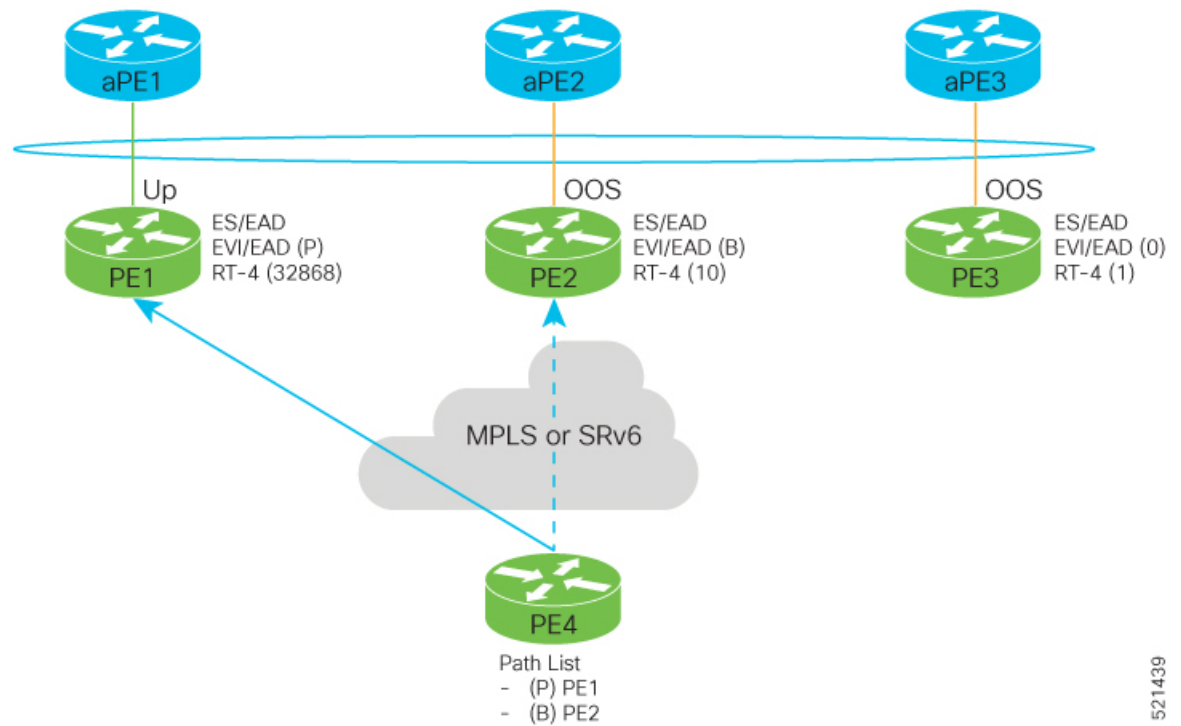 aPE1
aPE2
aPE3
Up
OOS
OOS
PE1
ES/EAD
EVI/EAD (P)
RT-4 (32868)
PE2
ES/EAD
EVI/EAD (B)
RT-4 (10)
PE3
ES/EAD
EVI/EAD (0)
RT-4 (1)
MPLS or SRv6
PE4
Path List
- (P) PE1
- (B) PE2
521439